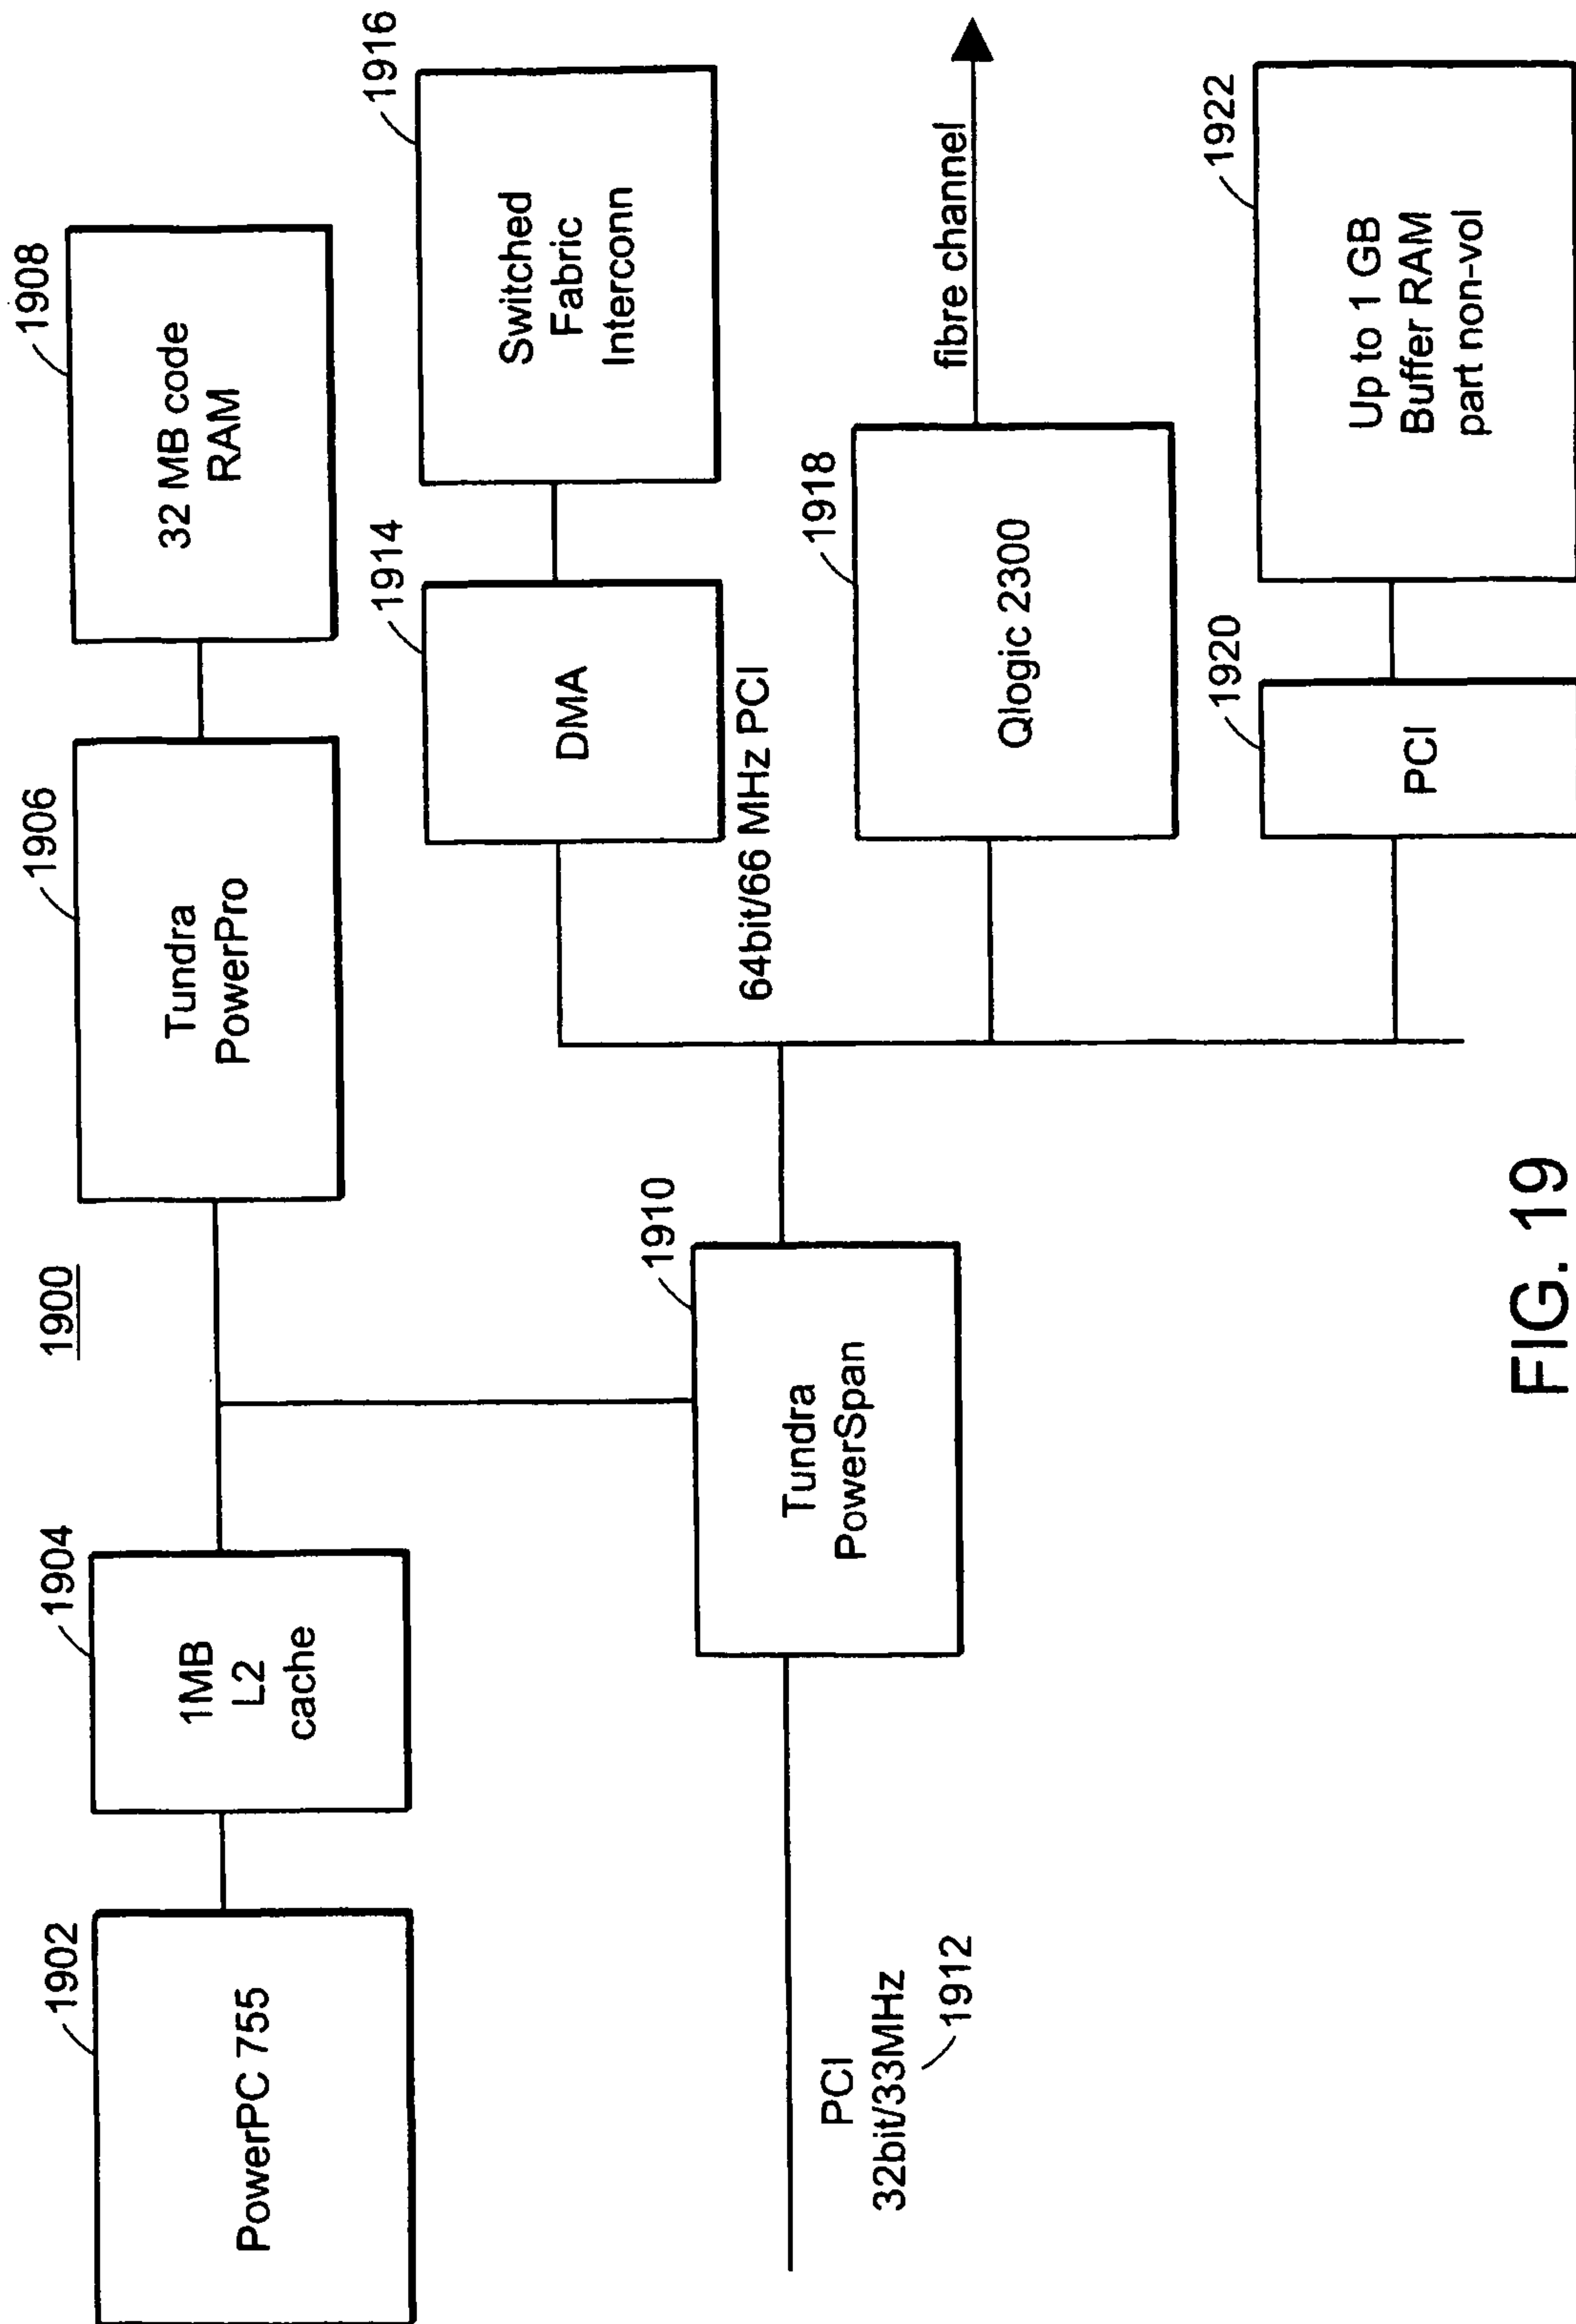 1900
1902
PowerPC 755
1904
1MB
L2
cache
1906
Tundra
PowerPro
1908
32 MB code
RAM
1910
Tundra
PowerSpan
PCI
32bit/33MHz
1912
1914
DMA
64bit/66 MHz PCI
1916
Switched
Fabric
Interconn
1918
Qlogic 2300
fibre channel
1920
PCI
1922
Up to 1 GB
Buffer RAM
part non-vol
FIG. 19